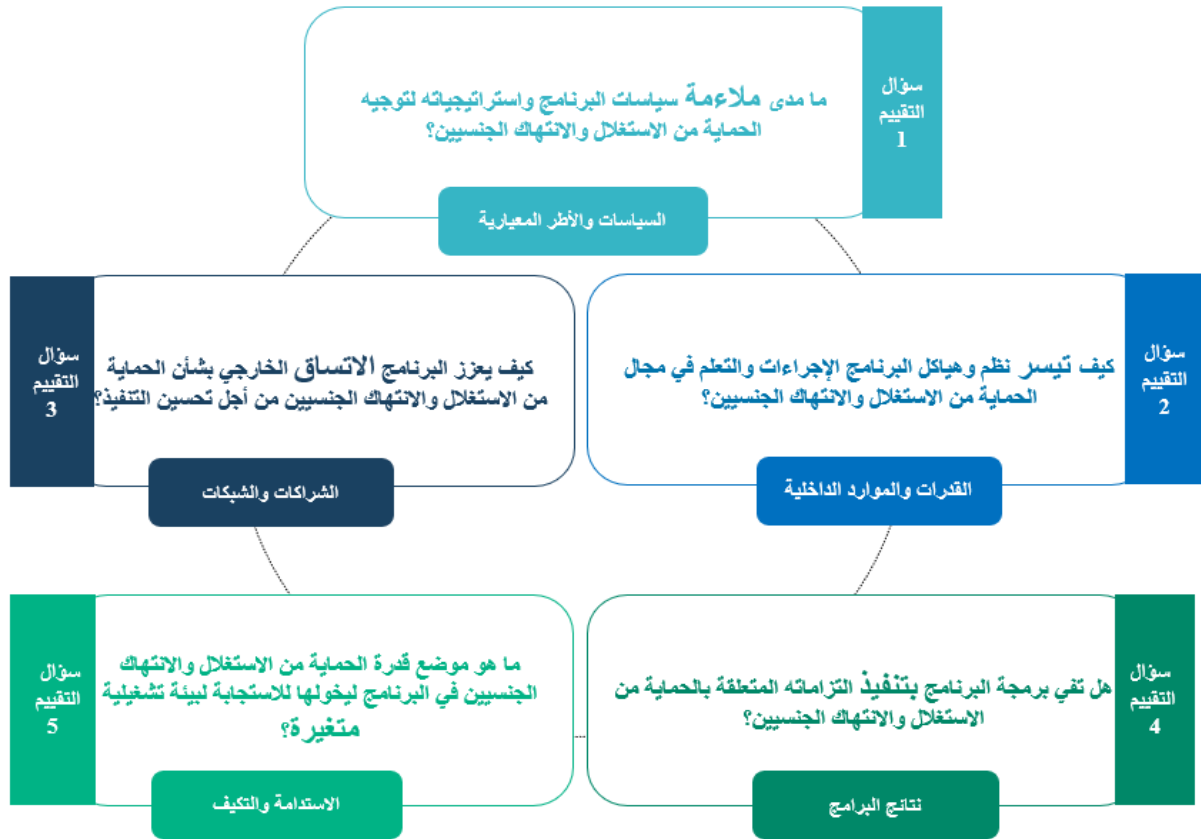 سؤال
التقييم
1
ما مدى ملاءمة سياسات البرنامج واستراتيجياته لتوجيه
الحماية من الاستغلال والانتهاك الجنسيين؟
السياسات والأطر المعيارية
سؤال
التقييم
2
كيف تيسر نظم وهياكل البرنامج الإجراءات والتعلم في مجال
الحماية من الاستغلال والانتهاك الجنسيين؟
القدرات والموارد الداخلية
سؤال
التقييم
3
كيف يعزز البرنامج الاتساق الخارجي بشأن الحماية
من الاستغلال والانتهاك الجنسيين من أجل تحسين التنفيذ؟
الشراكات والشبكات
سؤال
التقييم
4
هل تفي برمجة البرنامج بتنفيذ التزاماته المتعلقة بالحماية من
الاستغلال والانتهاك الجنسيين؟
نتائج البرامج
سؤال
التقييم
5
ما هو موضع قدرة الحماية من الاستغلال والانتهاك
الجنسيين في البرنامج ليخولها للاستجابة لبيئة تشغيلية
متغيرة؟
الاستدامة والتكيف